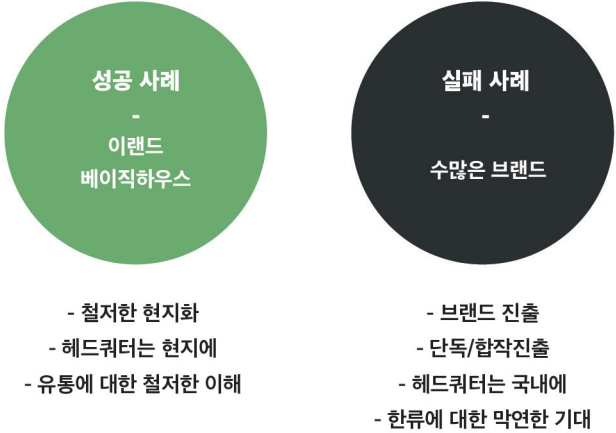 성공 사례
-
이랜드
베이직하우스
실패 사례
-
수많은 브랜드
- 철저한 현지화
- 헤드쿼터는 현지에
- 유통에 대한 철저한 이해
- 브랜드 진출
- 단독/합작진출
- 헤드쿼터는 국내에
- 한류에 대한 막연한 기대